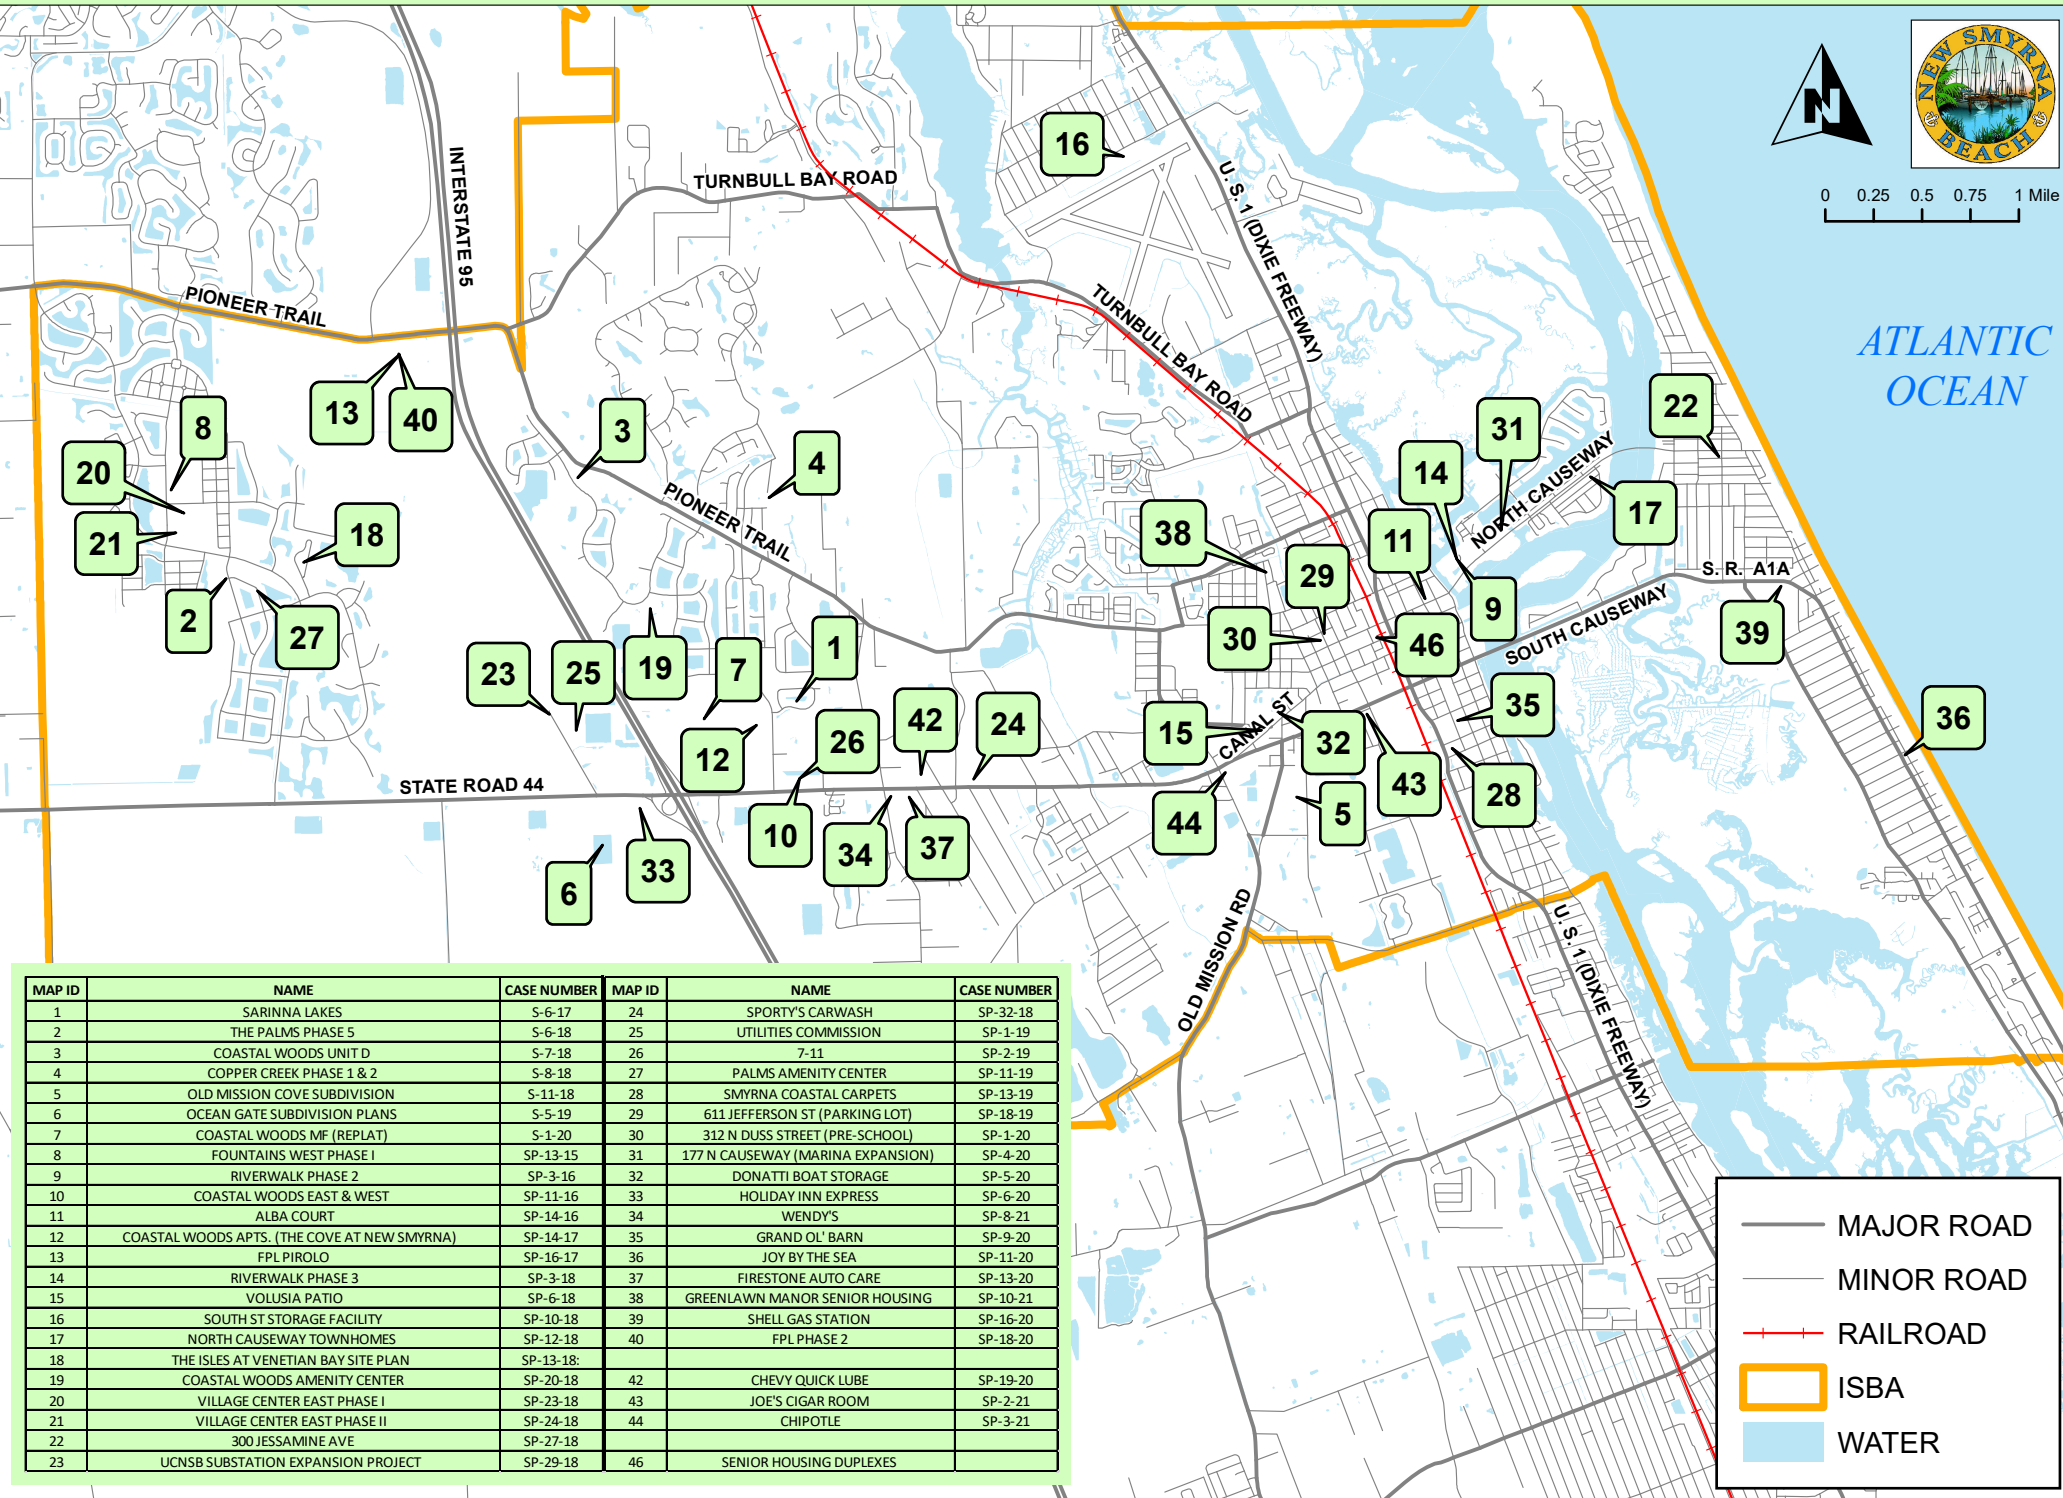 NEW SMYRNA
BEACH
N
0 0.25 0.5 0.75 1 Mile
ATLANTIC
OCEAN
INTERSTATE 95
TURNBULL BAY ROAD
U. S. 1 (DIXIE FREEWAY)
PIONEER TRAIL
TURNBULL BAY ROAD
PIONEER TRAIL
NORTH CAUSEWAY
S. R. A1A
SOUTH CAUSEWAY
CANAL ST
STATE ROAD 44
OLD MISSION RD
U. S. 1 (DIXIE FREEWAY)
16
13
40
8
3
4
20
21
18
2
27
22
31
14
17
38
11
29
9
30
46
39
23
25
19
7
1
12
26
42
24
15
32
35
36
10
34
37
44
5
43
28
6
33
MAP ID NAME CASE NUMBER MAP ID NAME CASE NUMBER
1 SARINNA LAKES S-6-17 24 SPORTY'S CARWASH SP-32-18
2 THE PALMS PHASE 5 S-6-18 25 UTILITIES COMMISSION SP-1-19
3 COASTAL WOODS UNIT D S-7-18 26 7-11 SP-2-19
4 COPPER CREEK PHASE 1 & 2 S-8-18 27 PALMS AMENITY CENTER SP-11-19
5 OLD MISSION COVE SUBDIVISION S-11-18 28 SMYRNA COASTAL CARPETS SP-13-19
6 OCEAN GATE SUBDIVISION PLANS S-5-19 29 611 JEFFERSON ST (PARKING LOT) SP-18-19
7 COASTAL WOODS MF (REPLAT) S-1-20 30 312 N DUSS STREET (PRE-SCHOOL) SP-1-20
8 FOUNTAINS WEST PHASE I SP-13-15 31 177 N CAUSEWAY (MARINA EXPANSION) SP-4-20
9 RIVERWALK PHASE 2 SP-3-16 32 DONATTI BOAT STORAGE SP-5-20
10 COASTAL WOODS EAST & WEST SP-11-16 33 HOLIDAY INN EXPRESS SP-6-20
11 ALBA COURT SP-14-16 34 WENDY'S SP-8-21
12 COASTAL WOODS APTS. (THE COVE AT NEW SMYRNA) SP-14-17 35 GRAND OL' BARN SP-9-20
13 FPL PIROLO SP-16-17 36 JOY BY THE SEA SP-11-20
14 RIVERWALK PHASE 3 SP-3-18 37 FIRESTONE AUTO CARE SP-13-20
15 VOLUSIA PATIO SP-6-18 38 GREENLAWN MANOR SENIOR HOUSING SP-10-21
16 SOUTH ST STORAGE FACILITY SP-10-18 39 SHELL GAS STATION SP-16-20
17 NORTH CAUSEWAY TOWNHOMES SP-12-18 40 FPL PHASE 2 SP-18-20
18 THE ISLES AT VENETIAN BAY SITE PLAN SP-13-18:
19 COASTAL WOODS AMENITY CENTER SP-20-18 42 CHEVY QUICK LUBE SP-19-20
20 VILLAGE CENTER EAST PHASE I SP-23-18 43 JOE'S CIGAR ROOM SP-2-21
21 VILLAGE CENTER EAST PHASE II SP-24-18 44 CHIPOTLE SP-3-21
22 300 JESSAMINE AVE SP-27-18
23 UCNSB SUBSTATION EXPANSION PROJECT SP-29-18 46 SENIOR HOUSING DUPLEXES
MAJOR ROAD
MINOR ROAD
RAILROAD
ISBA
WATER